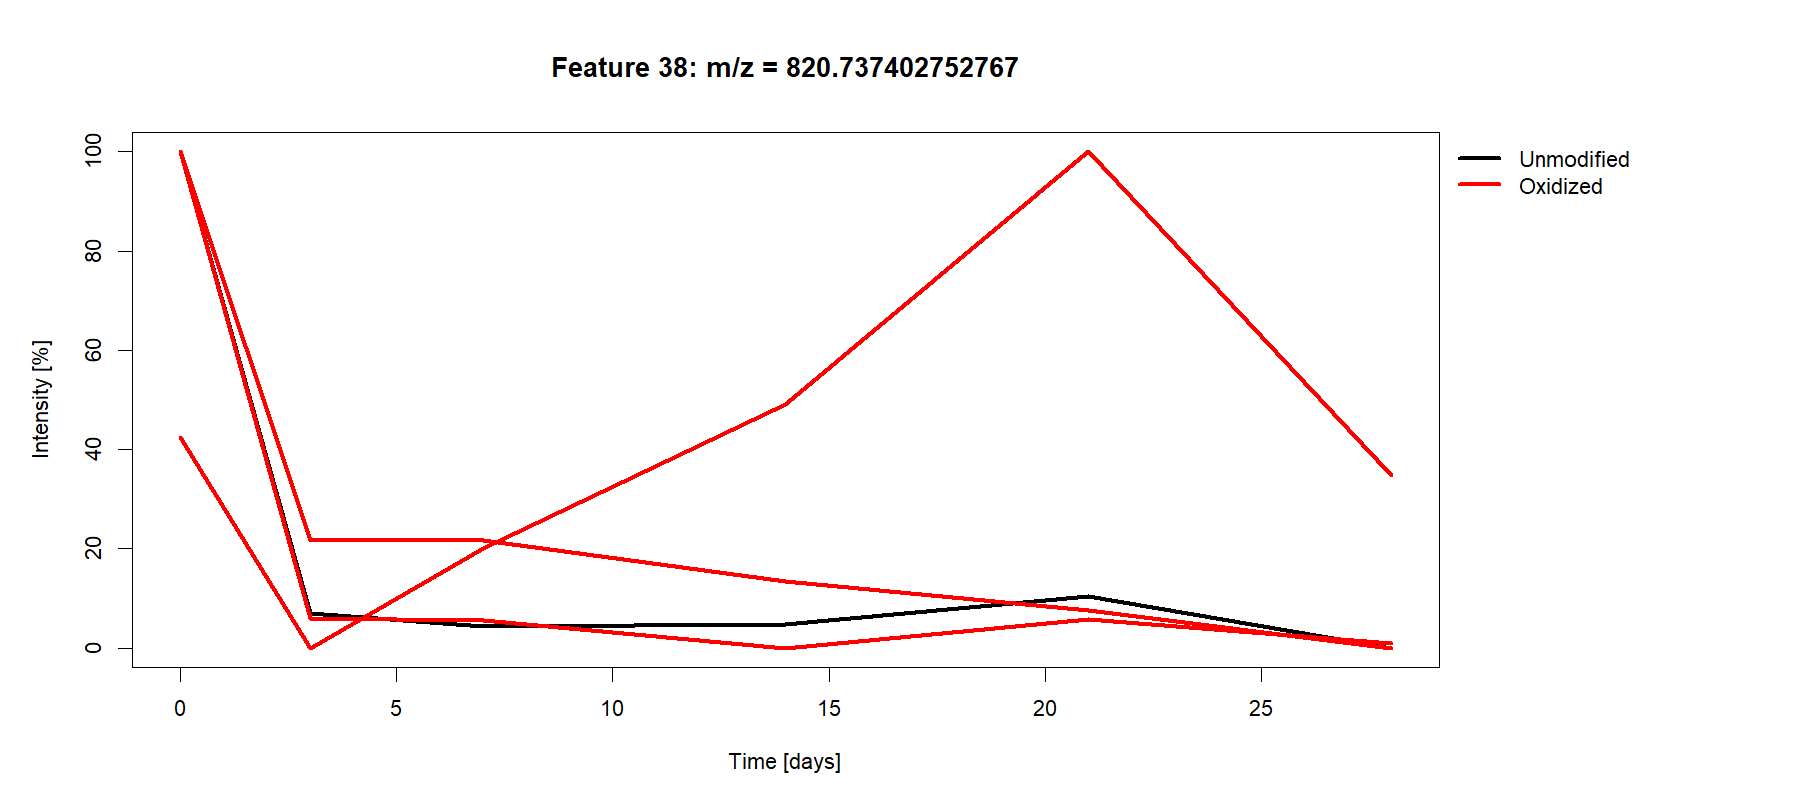 Feature 38: m/z = 820.737402752767
Unmodified
Oxidized
Intensity [%]
100
80
60
40
20
0
0 5 10 15 20 25
Time [days]